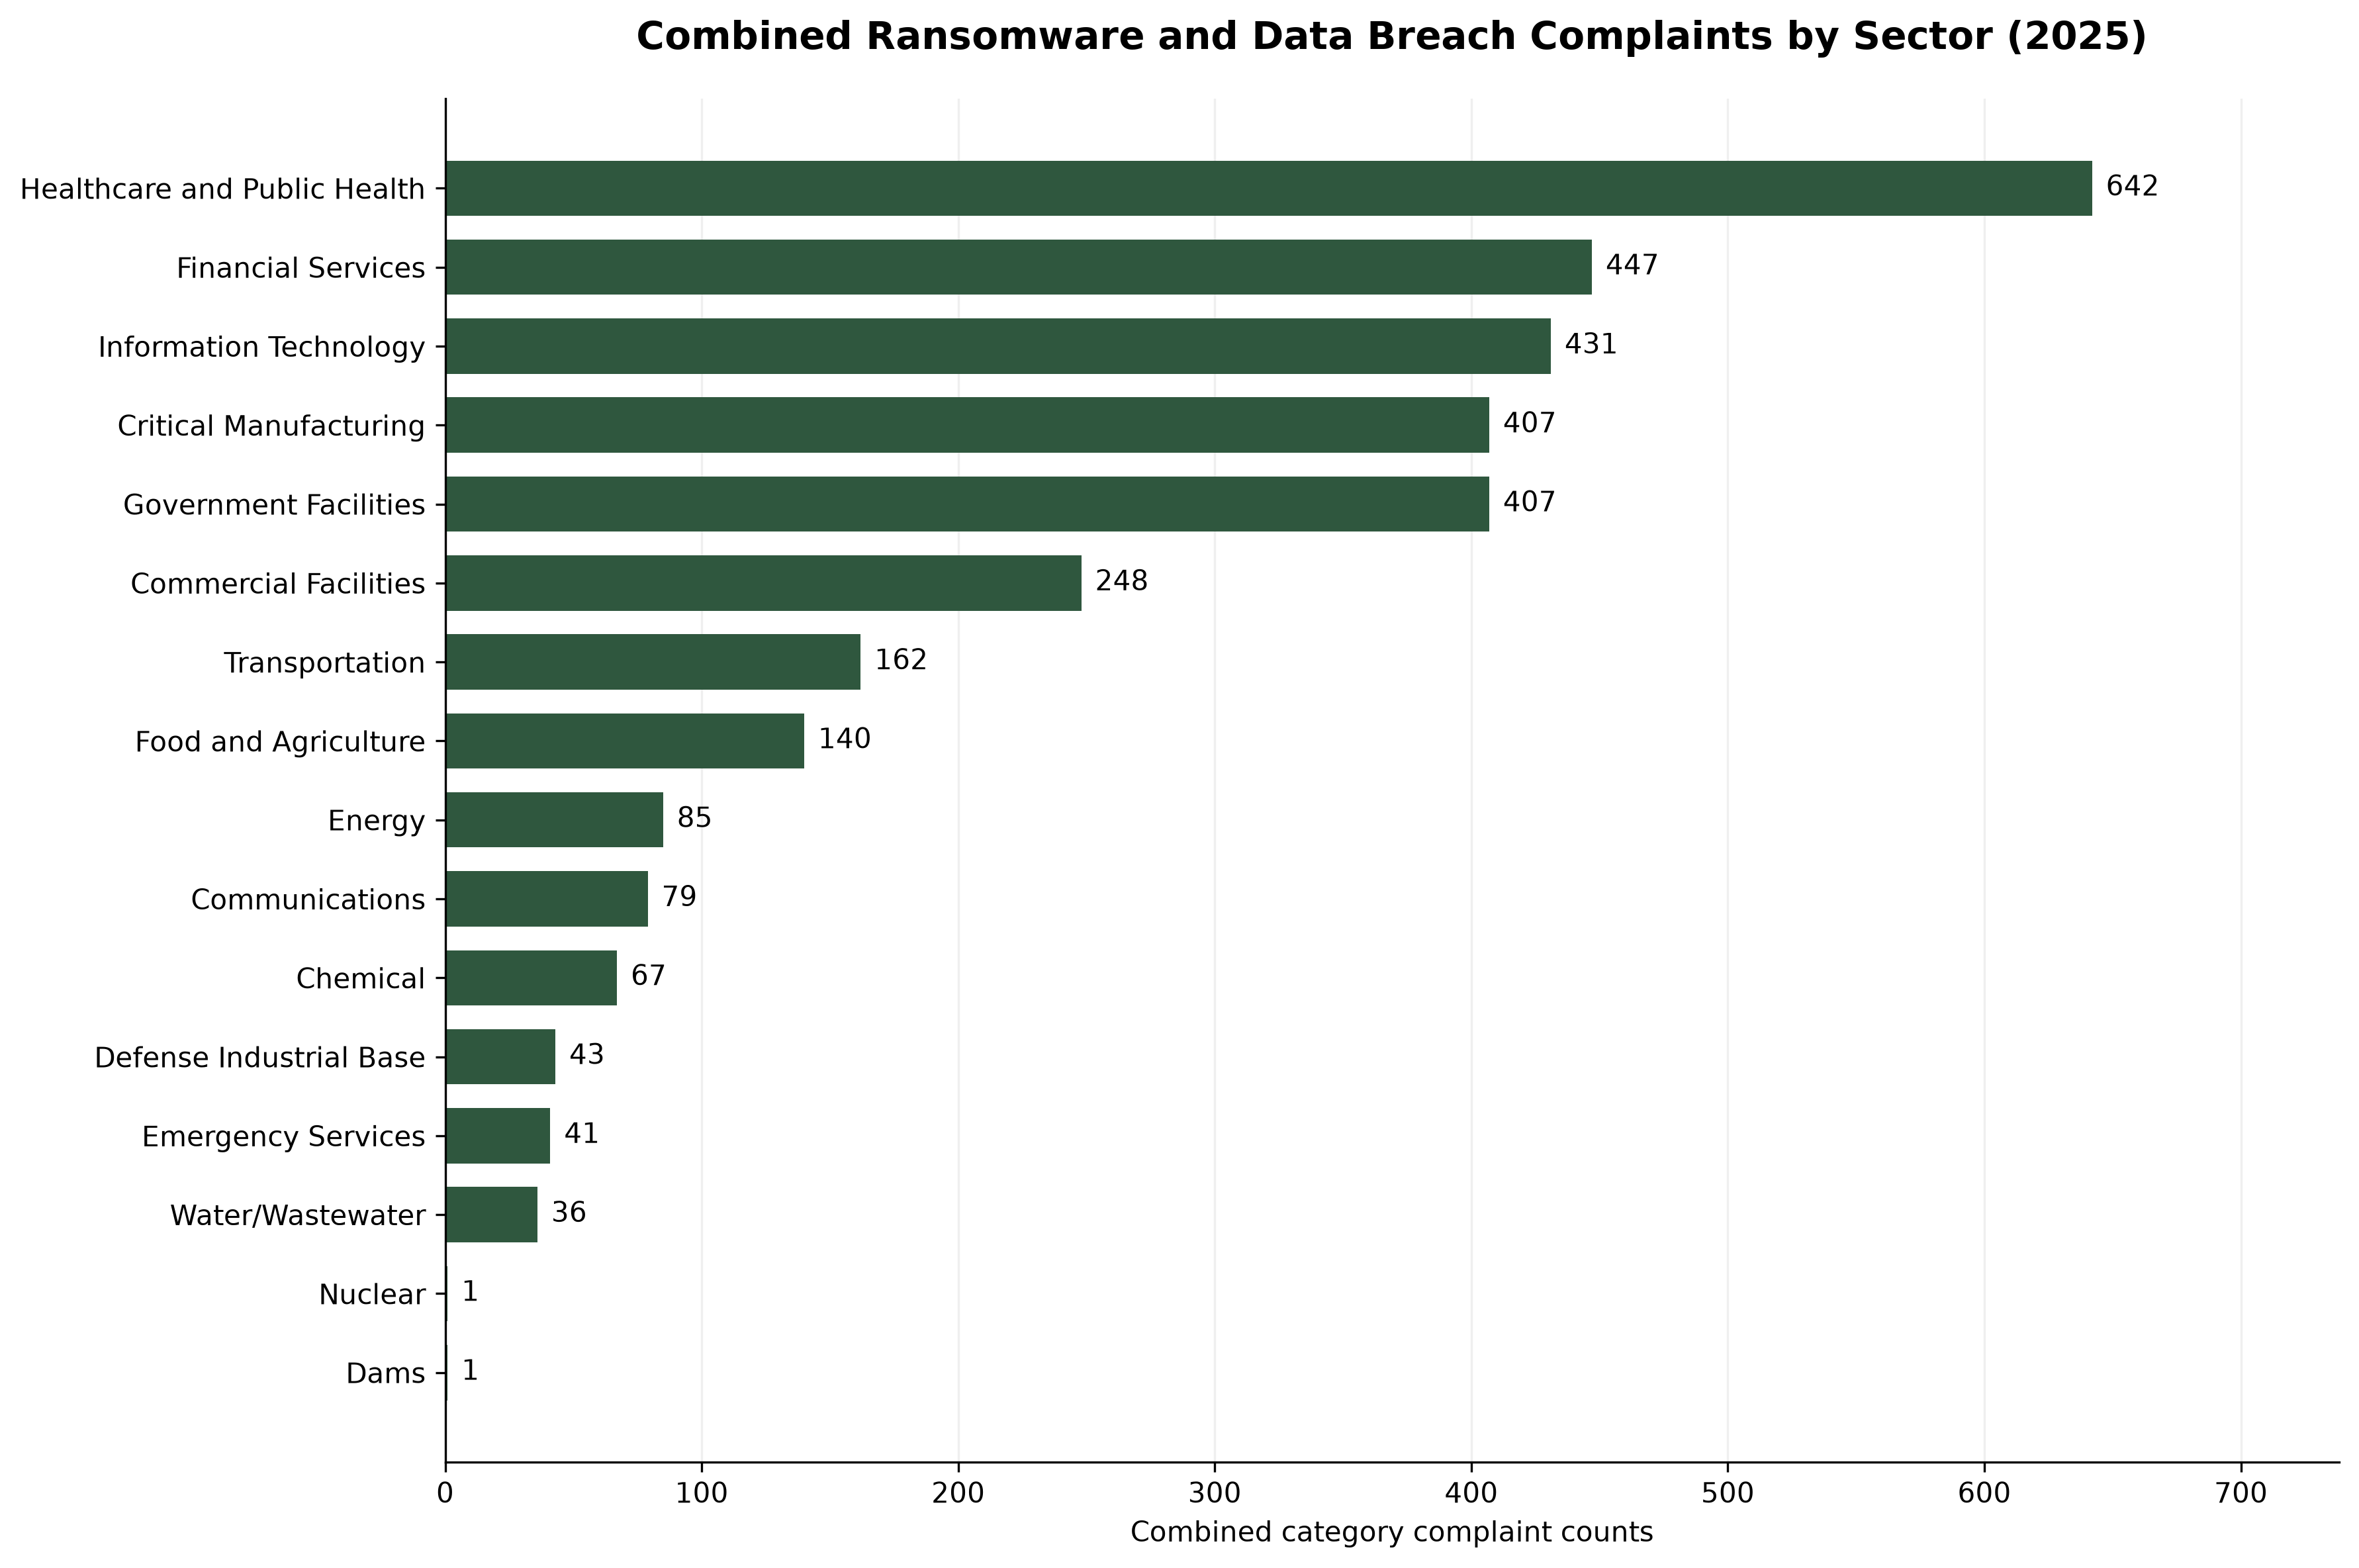 Combined Ransomware and Data Breach Complaints by Sector (2025)
Healthcare and Public Health 642
Financial Services 447
Information Technology 431
Critical Manufacturing 407
Government Facilities 407
Commercial Facilities 248
Transportation 162
Food and Agriculture 140
Energy 85
Communications 79
Chemical 67
Defense Industrial Base 43
Emergency Services 41
Water/Wastewater 36
Nuclear 1
Dams 1
0 100 200 300 400 500 600 700
Combined category complaint counts